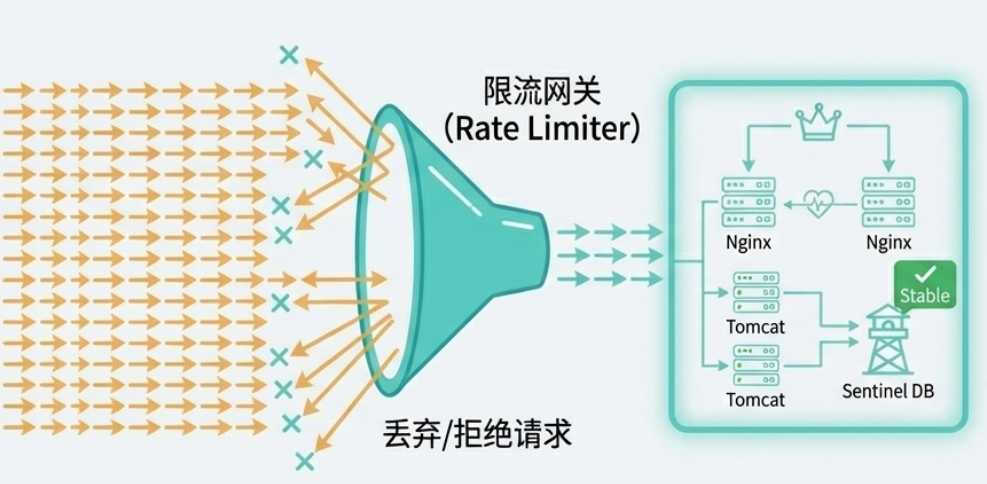 限流网关
（Rate Limiter）
丢弃/拒绝请求
Nginx
Nginx
Stable
Tomcat
Tomcat
Sentinel DB